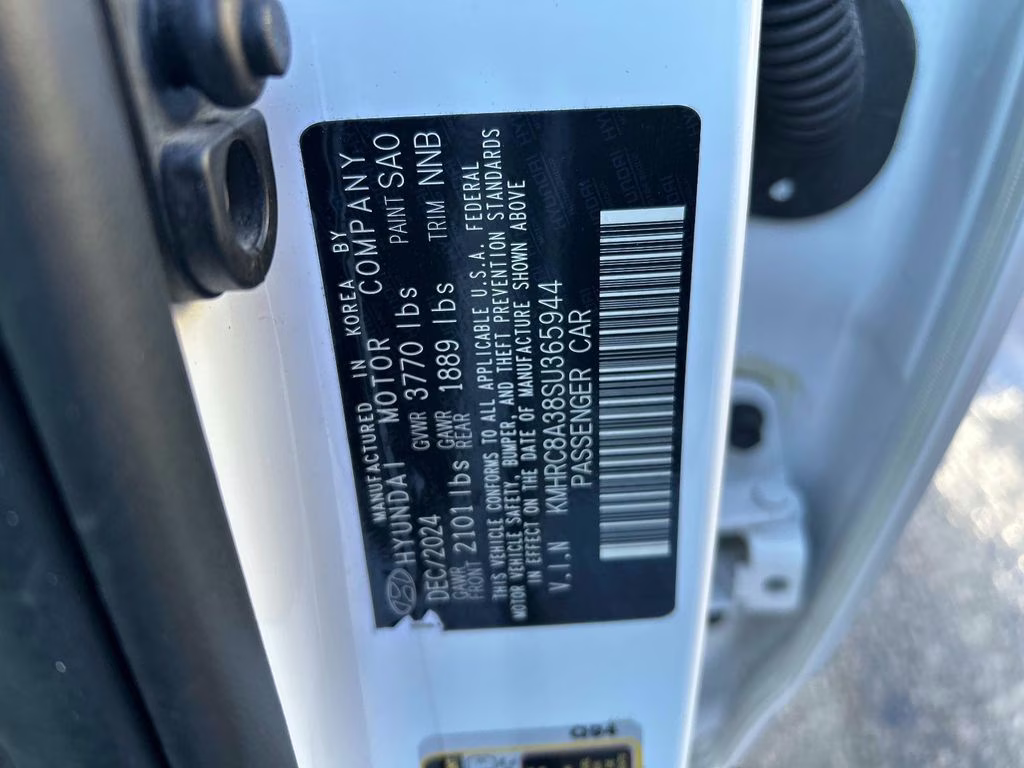 MANUFACTURED IN KOREA BY
HYUNDAI MOTOR COMPANY
DEC/2024 GVWR 3770 lbs PAINT SAO
GAWR FRONT 2101 lbs GAWR REAR 1889 lbs TRIM NNB
THIS VEHICLE CONFORMS TO ALL APPLICABLE U.S.A. FEDERAL
MOTOR VEHICLE SAFETY, BUMPER, AND THEFT PREVENTION STANDARDS
IN EFFECT ON THE DATE OF MANUFACTURE SHOWN ABOVE
V.I.N KMHRC8A38SU365944
PASSENGER CAR
HYUNDAI
Q94